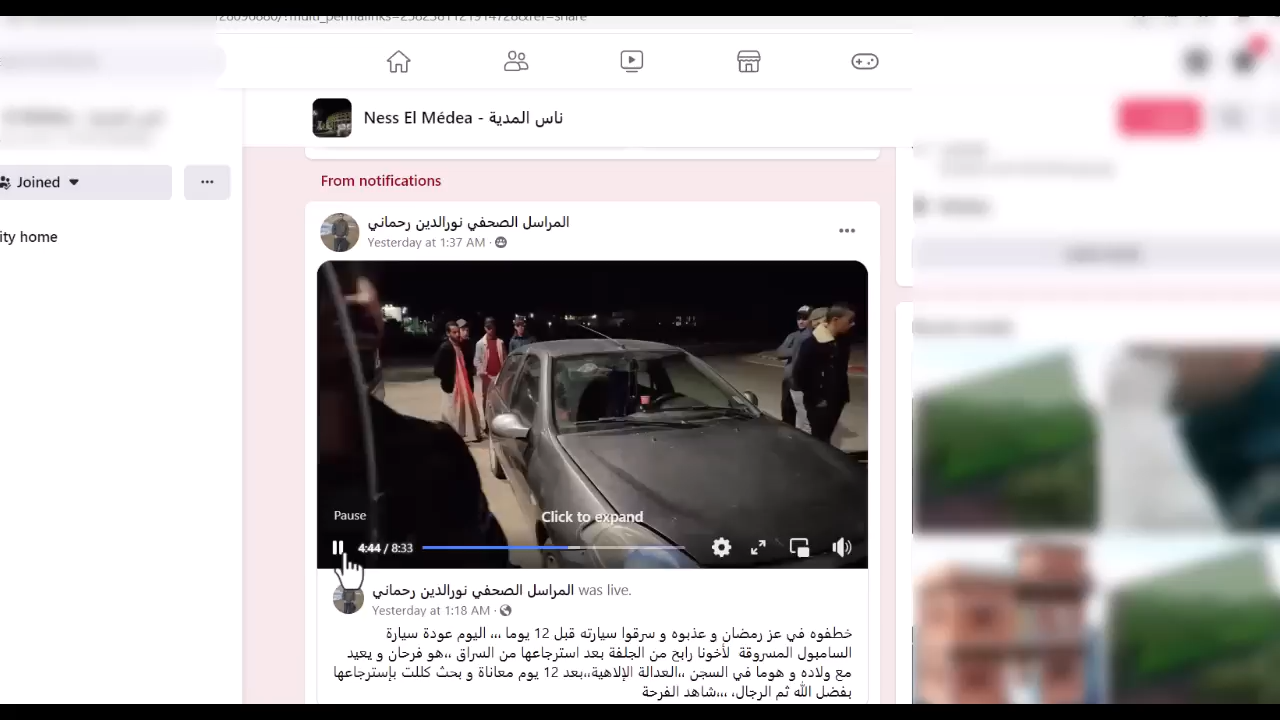 Ness El Médea - ناس المدية
Joined
ity home
From notifications
المراسل الصحفي نورالدين رحماني
Yesterday at 1:37 AM ·
Pause
Click to expand
4:44 / 8:33
المراسل الصحفي نورالدين رحماني was live.
Yesterday at 1:18 AM ·
خطفوه في عز رمضان و عذبوه و سرقوا سيارته قبل 12 يوما ،،، اليوم عودة سيارة
السامبول المسروقة لأخونا رابح من الجلفة بعد استرجاعها من السراق ،،هو فرحان و يعيد
مع ولاده و هوما في السجن ،،العدالة الإلاهية،،بعد 12 يوم معاناة و بحث كللت بإسترجاعها
بفضل الله ثم الرجال، ،،،شاهد الفرحة